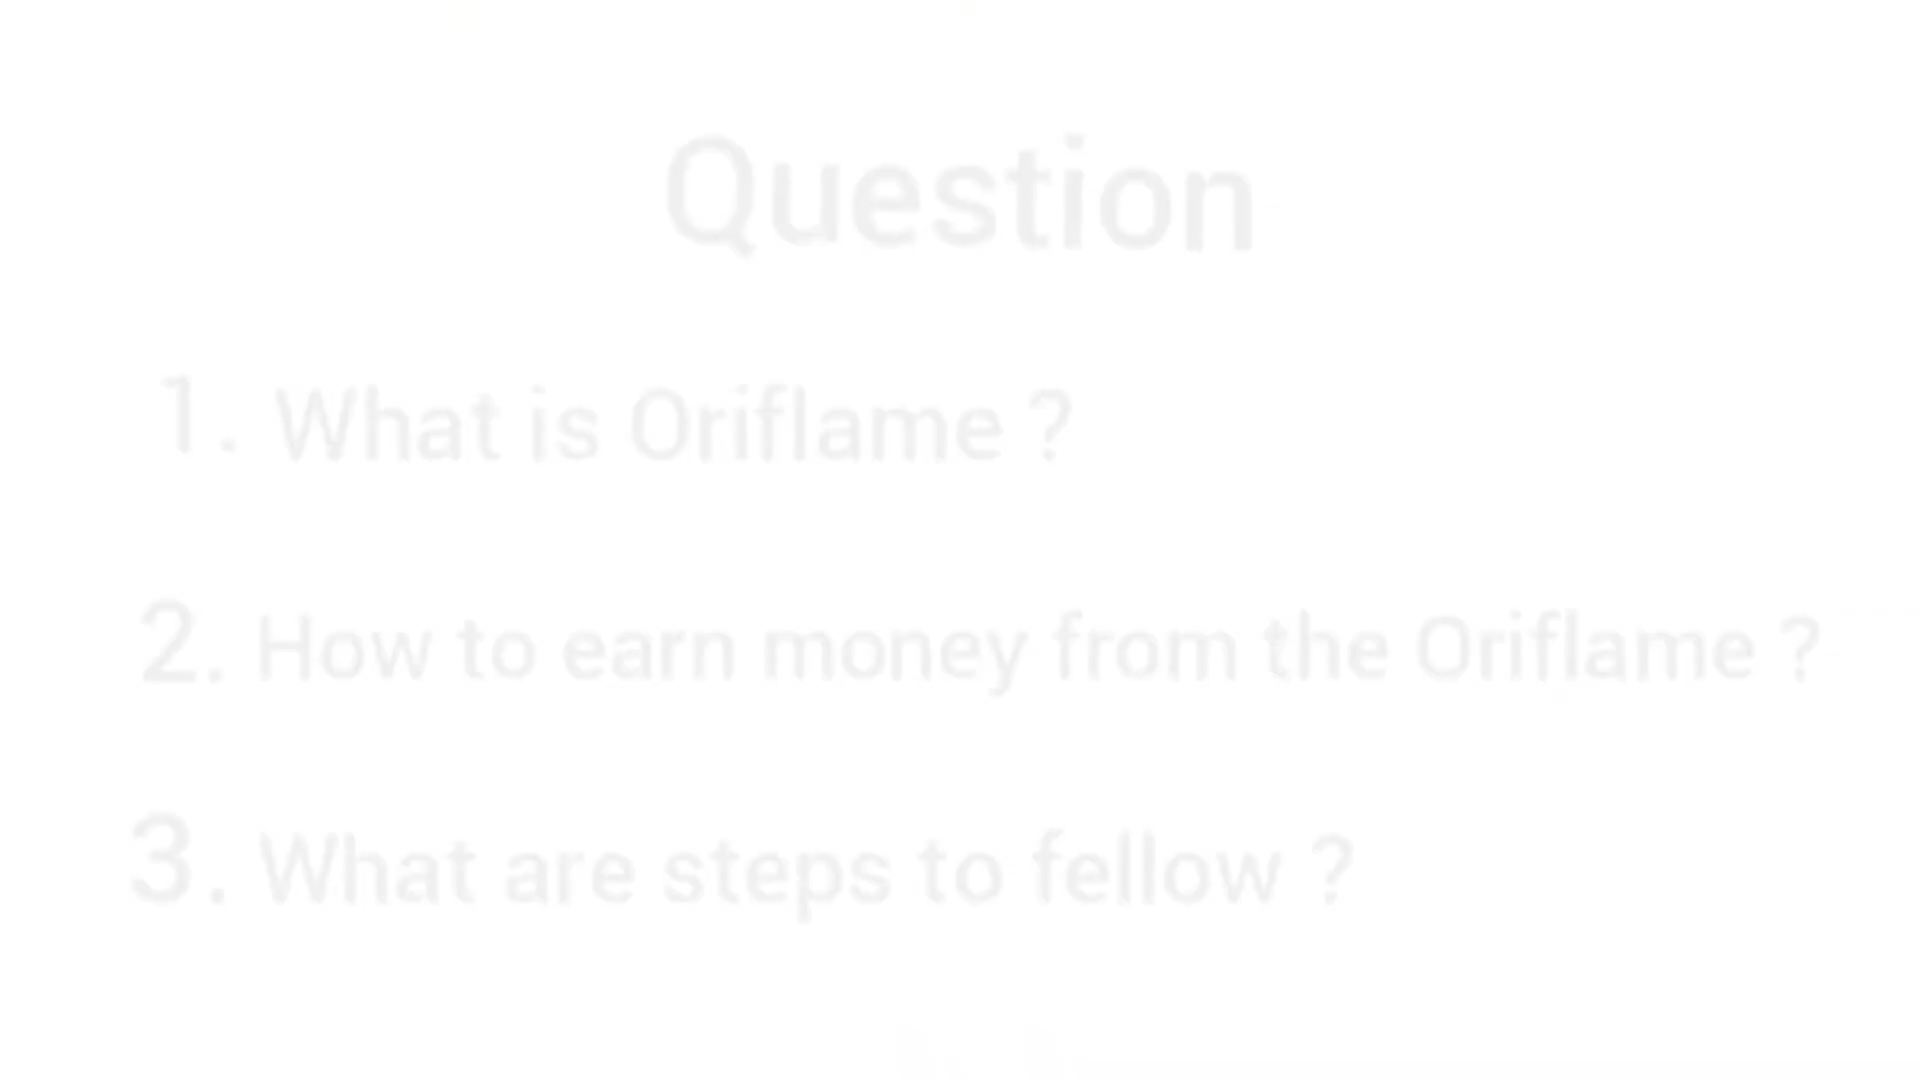 Question
1. What is Oriflame ?
2. How to earn money from the Oriflame ?
3. What are steps to fellow ?